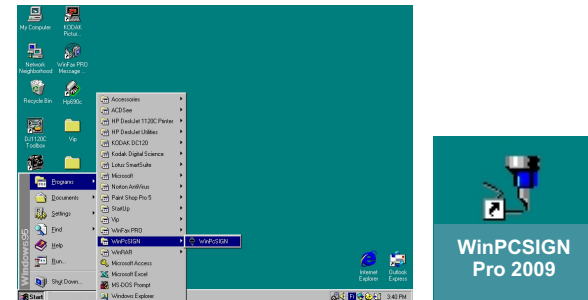 My Computer
KODAK
Pictur...
Network
Neighborhood
WinFax PRO
Message ...
Recycle Bin
Hp690c
DJ1120C
Toolbox
Vip
Accessories
ACDSee
HP DeskJet 1120C Printer
HP DeskJet Utilities
KODAK DC120
Kodak Digital Science
Lotus SmartSuite
Microsoft
Norton AntiVirus
Paint Shop Pro 5
StartUp
Vip
WinFax PRO
WinPcSIGN
WinPcSIGN
WinRAR
Microsoft Access
Microsoft Excel
MS-DOS Prompt
Windows Explorer
Programs
Documents
Settings
Find
Help
Run...
Shut Down...
Windows95
Internet
Explorer
Outlook
Express
Start
3:40 PM
WinPCSIGN
Pro 2009